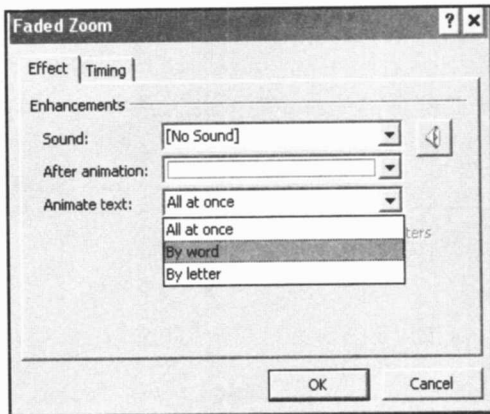 Faded Zoom ? X
Effect Timing
Enhancements
Sound: [No Sound]
After animation:
Animate text: All at once
All at once
By word
By letter
OK Cancel